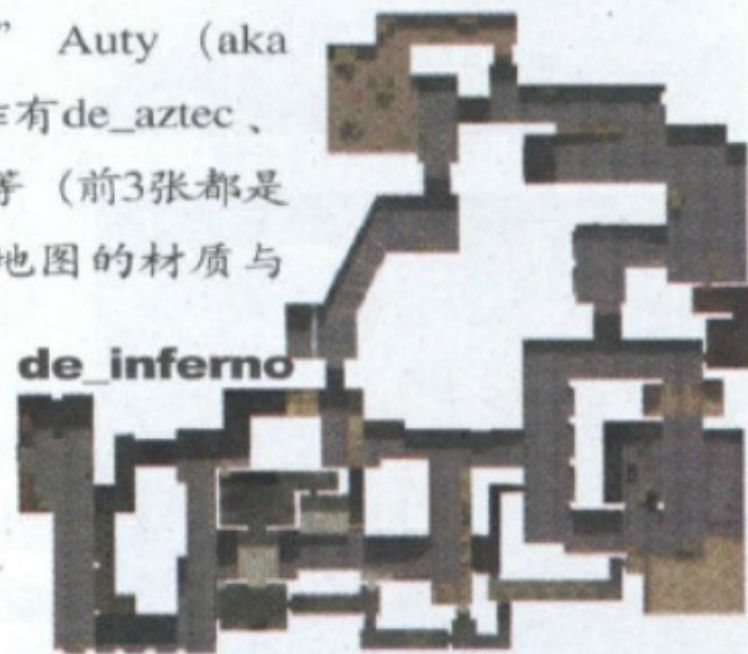 ” Auty (aka
作有de_aztec、
等（前3张都是
地图的材质与
de_inferno